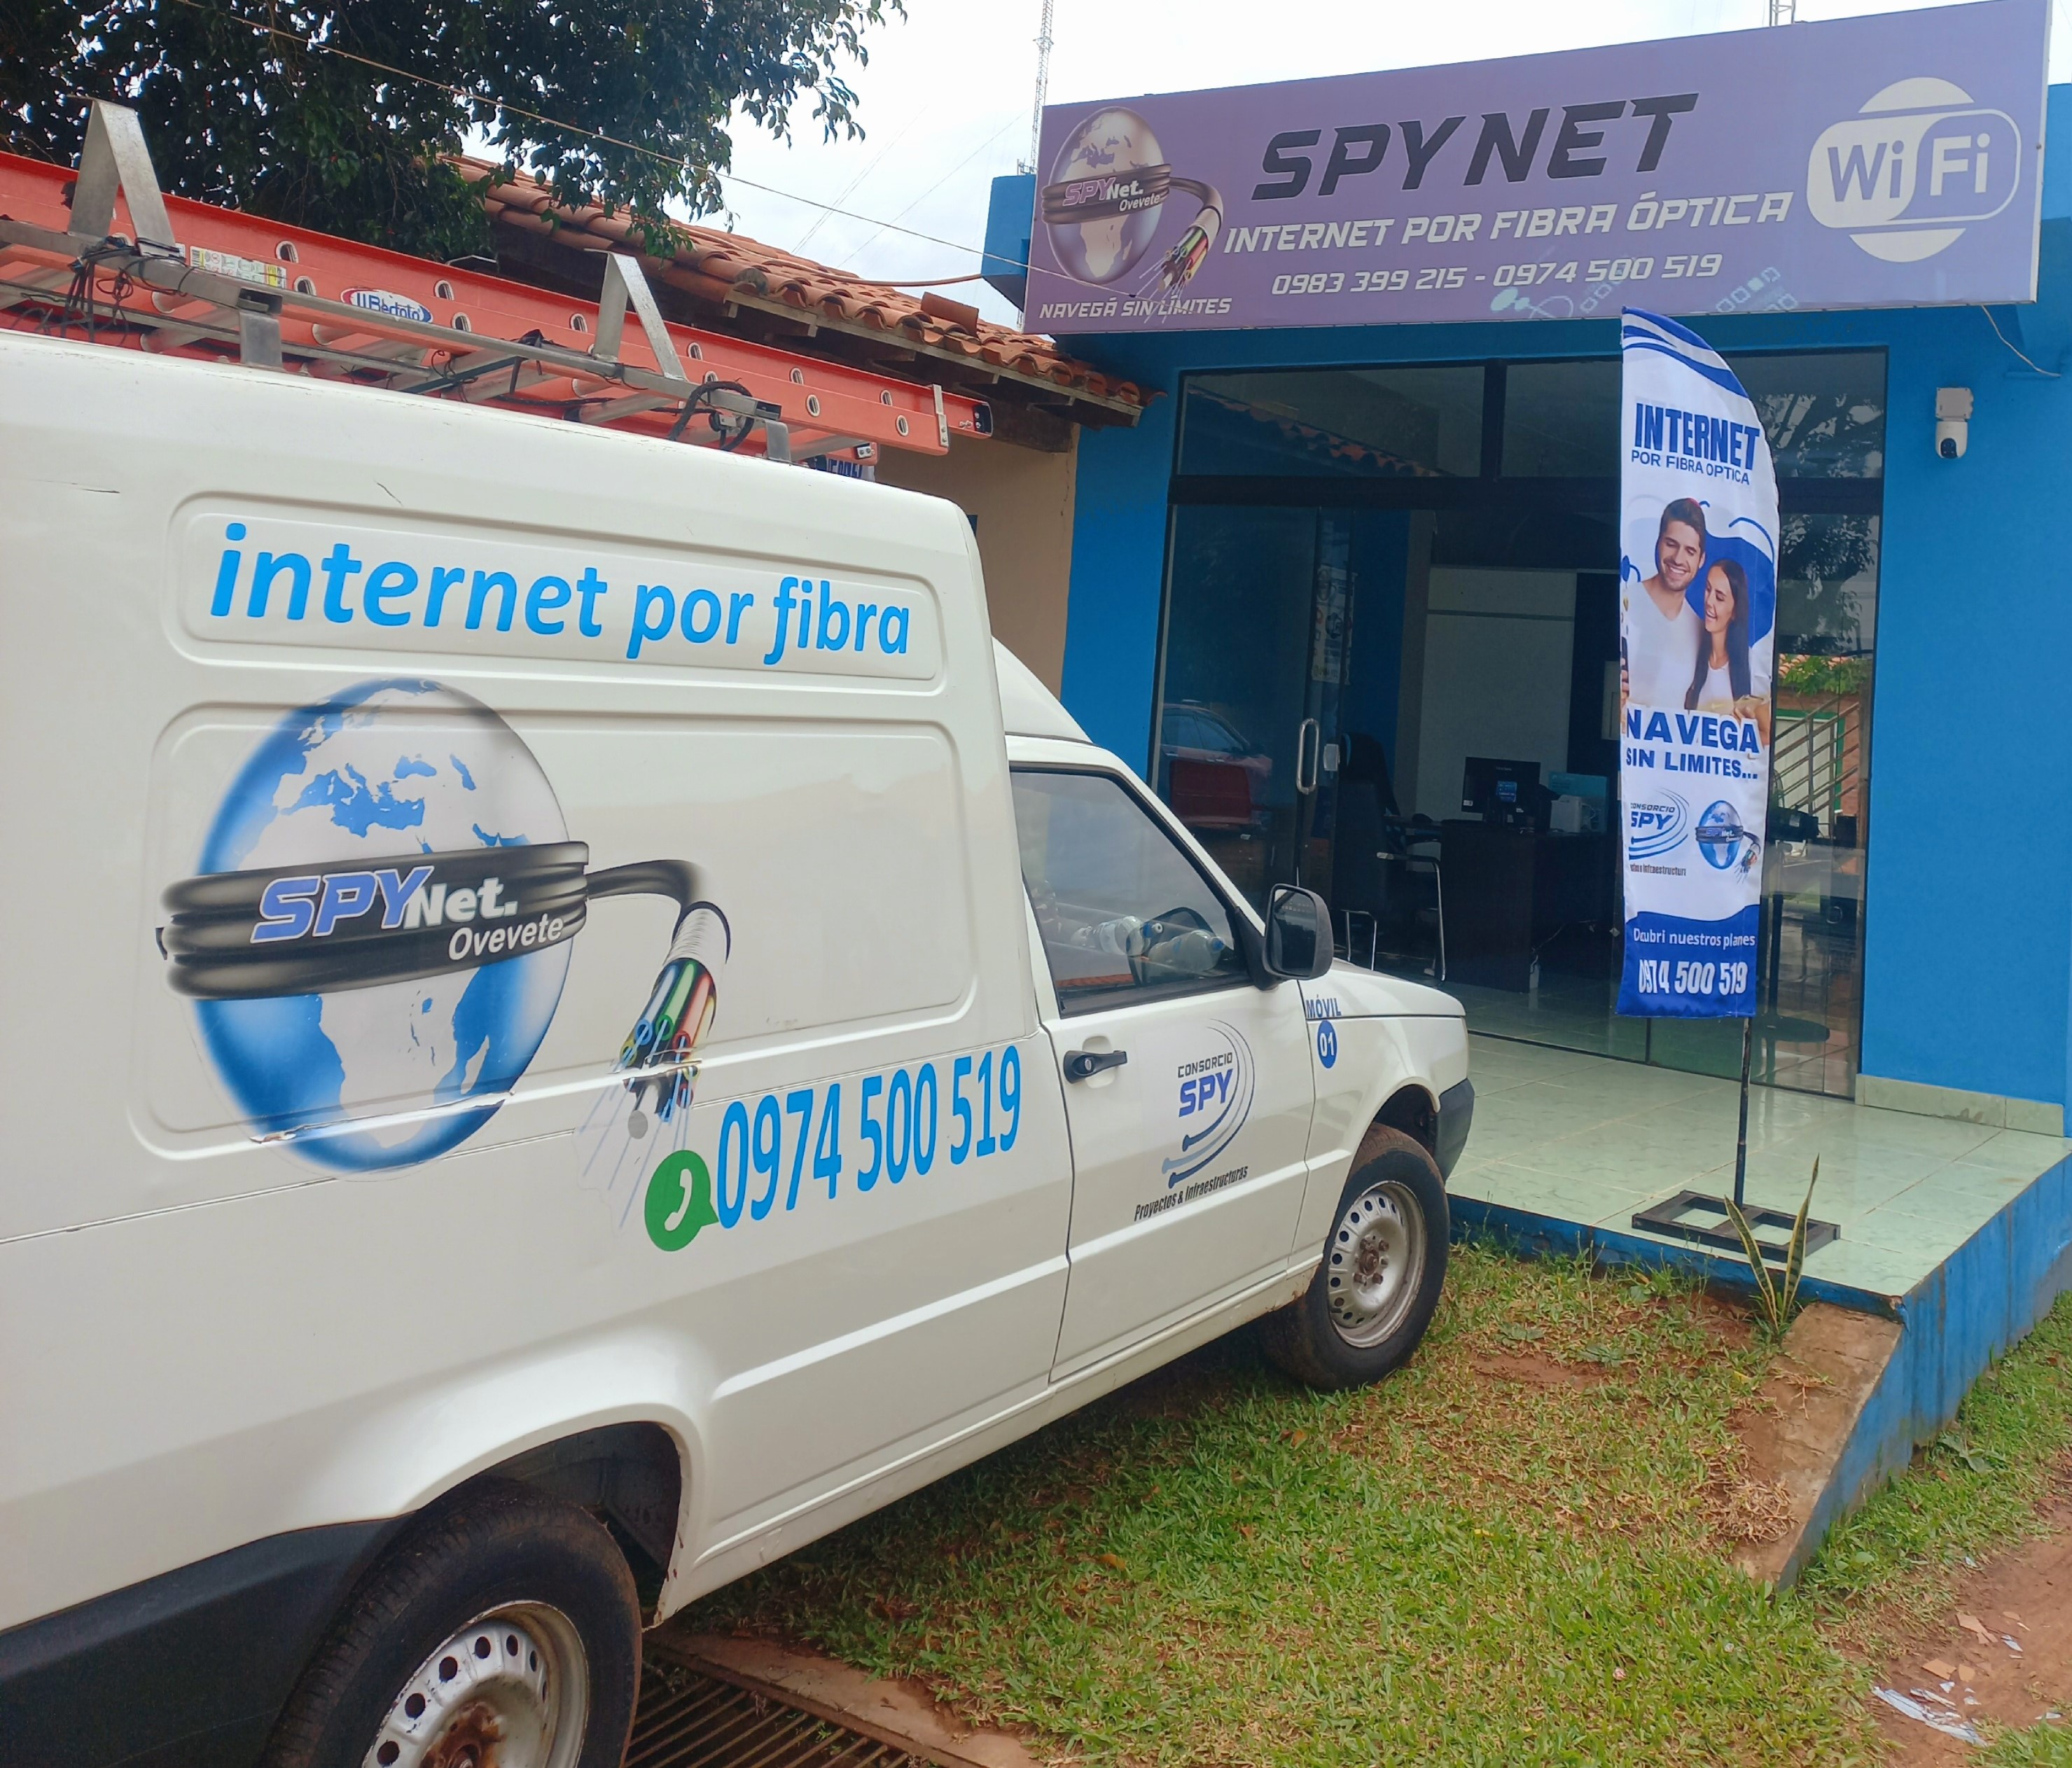 SPYNET
INTERNET POR FIBRA ÓPTICA
0983 399 215 - 0974 500 519
SPYNet.
Ovevete
NAVEGÁ SIN LIMITES
WiFi
Bertoto
internet por fibra
SPYNet.
Ovevete
0974 500 519
CONSORCIO
SPY
Proyectos & Infraestructuras
MÓVIL
01
INTERNET
POR FIBRA OPTICA
NAVEGA
SIN LIMITES...
CONSORCIO
SPY
nuestros planes
0974 500 519